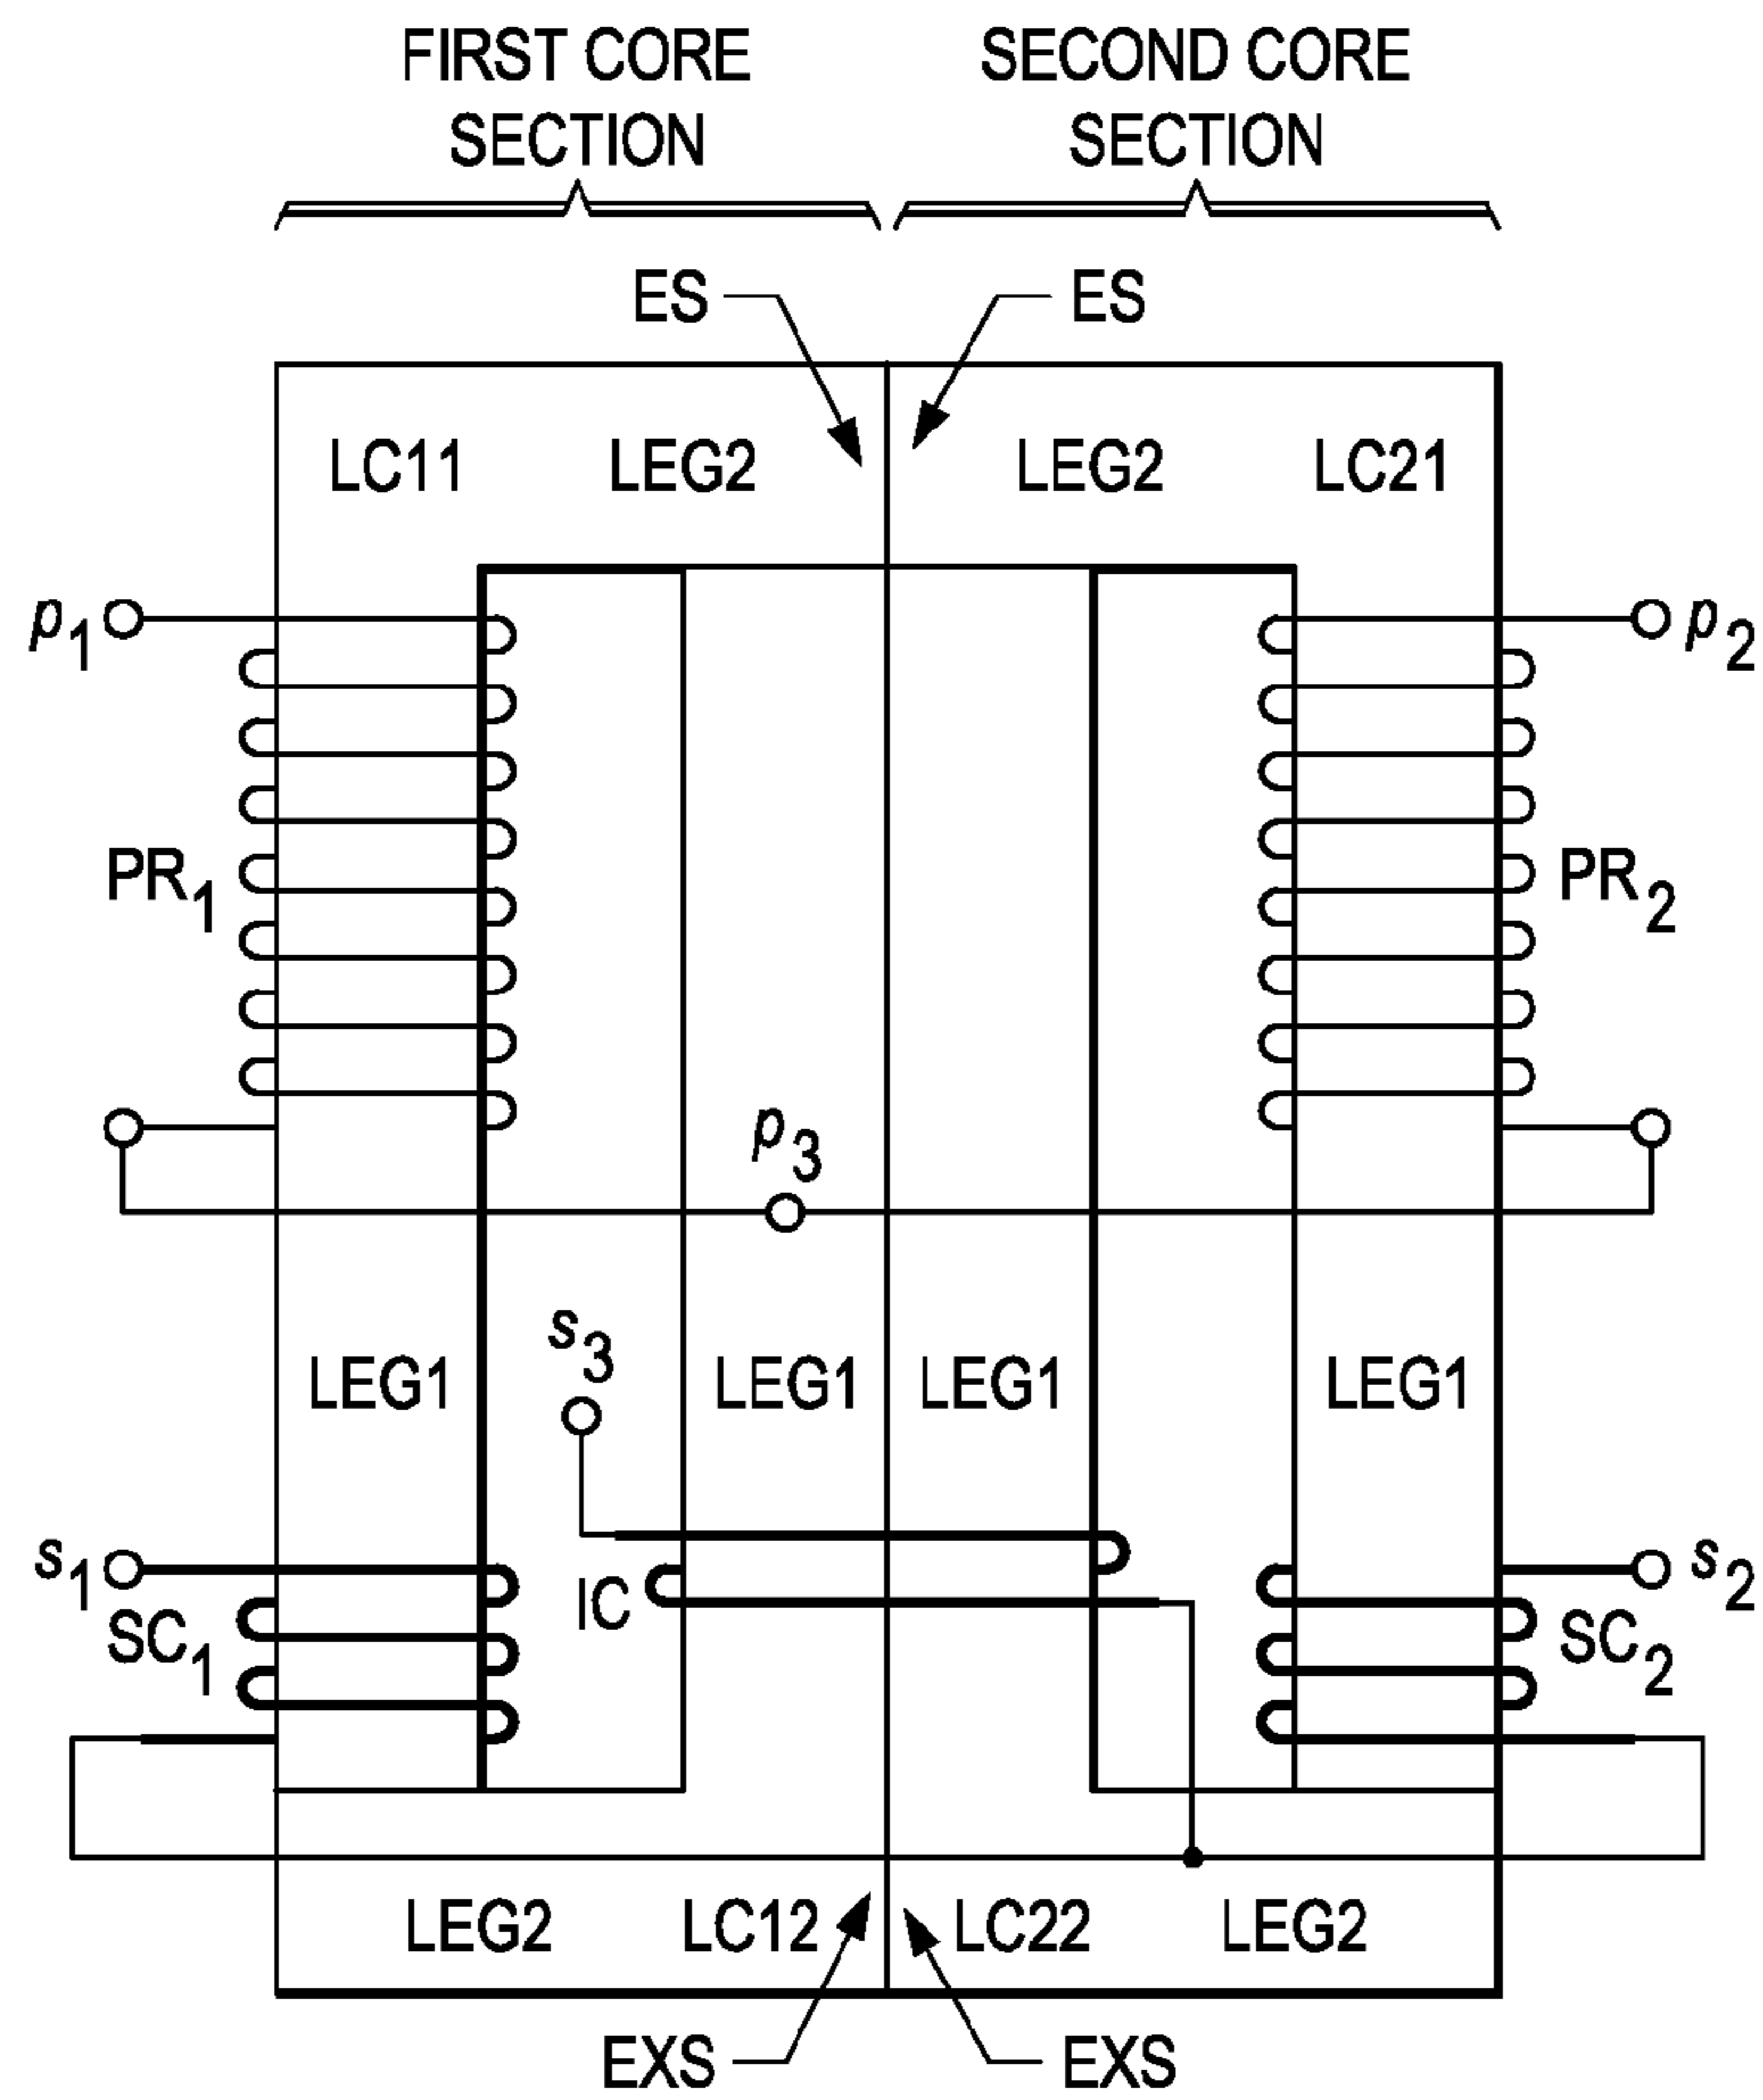 FIRST CORE SECOND CORE
SECTION SECTION
ES ES
LC11 LEG2 LEG2 LC21
p1 p2
PR1 PR2
p3
s3
LEG1 LEG1 LEG1 LEG1
s1 s2
IC
SC1 SC2
LEG2 LC12 LC22 LEG2
EXS EXS